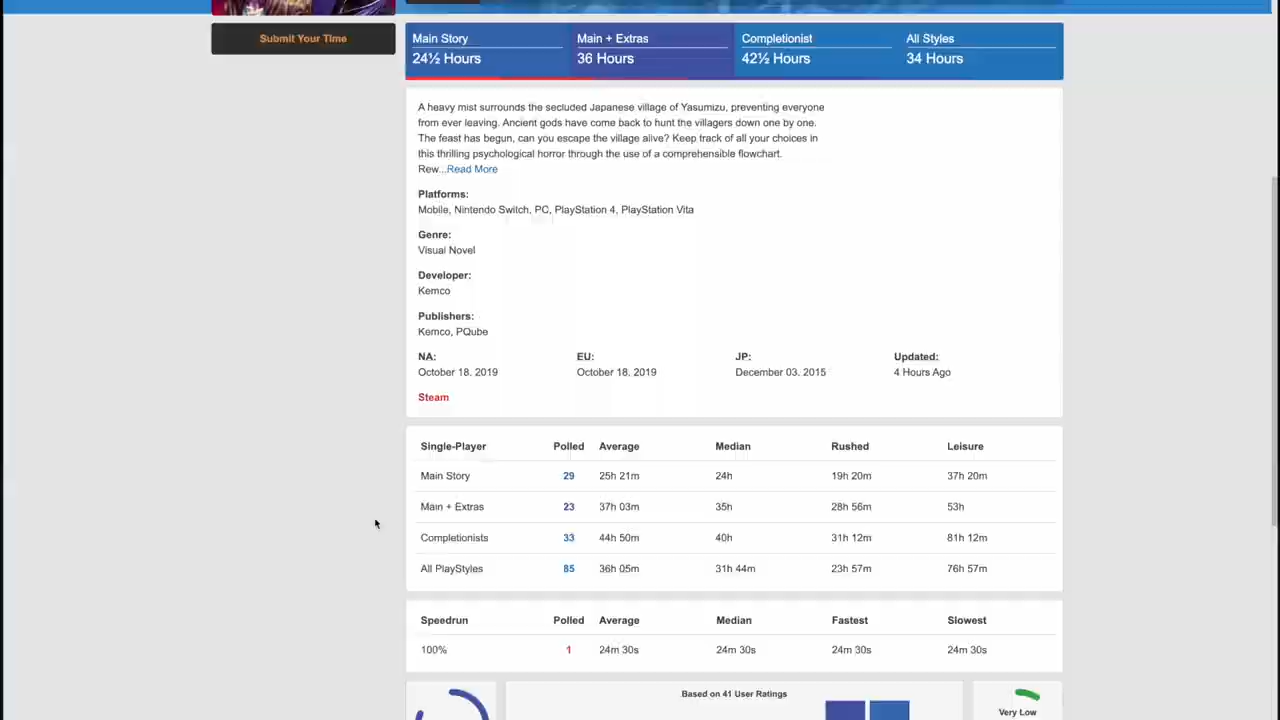 Submit Your Time
Main Story Main + Extras Completionist All Styles
24½ Hours 36 Hours 42½ Hours 34 Hours
A heavy mist surrounds the secluded Japanese village of Yasumizu, preventing everyone
from ever leaving. Ancient gods have come back to hunt the villagers down one by one.
The feast has begun, can you escape the village alive? Keep track of all your choices in
this thrilling psychological horror through the use of a comprehensible flowchart.
Rew...Read More
Platforms:
Mobile, Nintendo Switch, PC, PlayStation 4, PlayStation Vita
Genre:
Visual Novel
Developer:
Kemco
Publishers:
Kemco, PQube
NA: EU: JP: Updated:
October 18, 2019 October 18, 2019 December 03, 2015 4 Hours Ago
Steam
Single-Player Polled Average Median Rushed Leisure
Main Story 29 25h 21m 24h 19h 20m 37h 20m
Main + Extras 23 37h 03m 35h 28h 56m 53h
Completionists 33 44h 50m 40h 31h 12m 81h 12m
All PlayStyles 85 36h 05m 31h 44m 23h 57m 76h 57m
Speedrun Polled Average Median Fastest Slowest
100% 1 24m 30s 24m 30s 24m 30s 24m 30s
Based on 41 User Ratings
Very Low